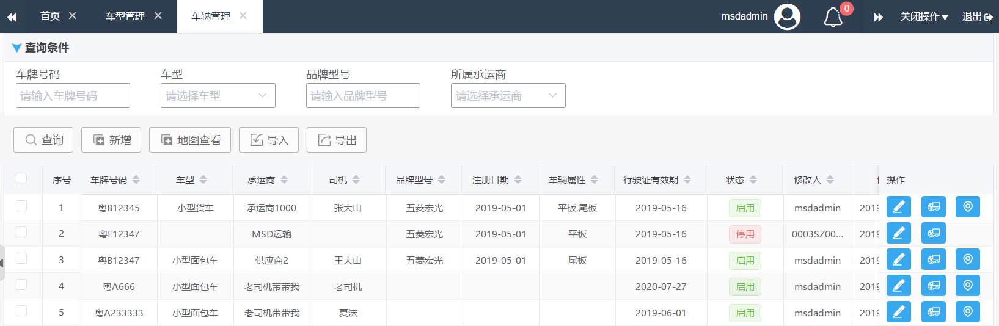 首页 车型管理 车辆管理 msdadmin 0 关闭操作 退出
查询条件
车牌号码 车型 品牌型号 所属承运商
请输入车牌号码 请选择车型 请输入品牌型号 请选择承运商
查询 新增 地图查看 导入 导出
序号 车牌号码 车型 承运商 司机 品牌型号 注册日期 车辆属性 行驶证有效期 状态 修改人 操作
1 粤B12345 小型货车 承运商1000 张大山 五菱宏光 2019-05-01 平板,尾板 2019-05-16 启用 msdadmin 2019
2 粤E12347 MSD运输 五菱宏光 2019-05-01 平板 2019-05-16 停用 0003SZ00... 2019
3 粤B12347 小型面包车 供应商2 王大山 五菱宏光 2019-05-01 尾板 2019-05-16 启用 msdadmin 2019
4 粤A666 小型面包车 老司机带带我 老司机 2020-07-27 启用 msdadmin 2019
5 粤A233333 小型面包车 老司机带带我 夏沫 2019-06-01 启用 msdadmin 2019